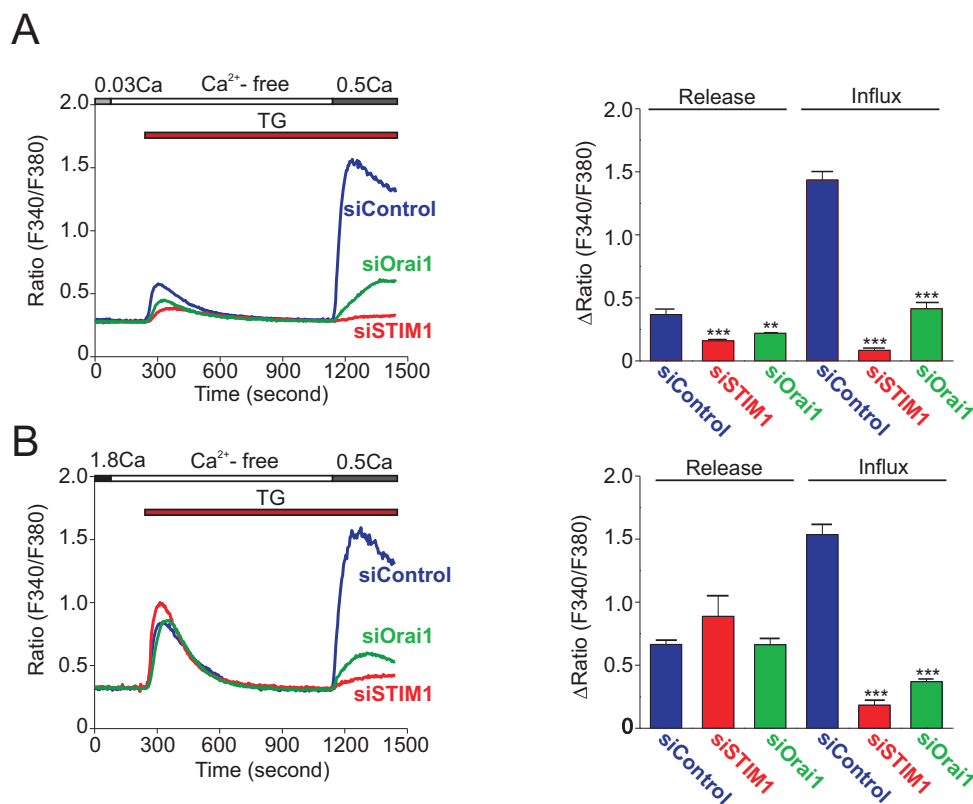 A
0.03Ca Ca²⁺- free 0.5Ca
TG
2.0
1.5
1.0
0.5
0
Ratio (F340/F380)
siControl
siOrai1
siSTIM1
0 300 600 900 1200 1500
Time (second)
Release Influx
2.0
1.5
1.0
0.5
0
ΔRatio (F340/F380)
*** ** *** ***
siControl siSTIM1 siOrai1 siControl siSTIM1 siOrai1
B
1.8Ca Ca²⁺- free 0.5Ca
TG
2.0
1.5
1.0
0.5
0
Ratio (F340/F380)
siControl
siOrai1
siSTIM1
0 300 600 900 1200 1500
Time (second)
Release Influx
2.0
1.5
1.0
0.5
0
ΔRatio (F340/F380)
*** ***
siControl siSTIM1 siOrai1 siControl siSTIM1 siOrai1